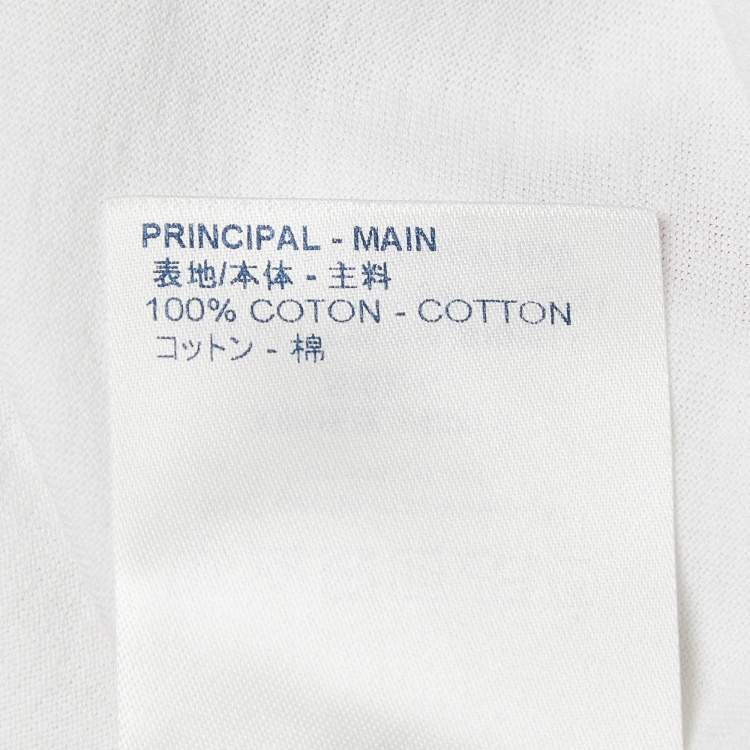 PRINCIPAL - MAIN
表地/本体 - 主料
100% COTON - COTTON
コットン - 棉